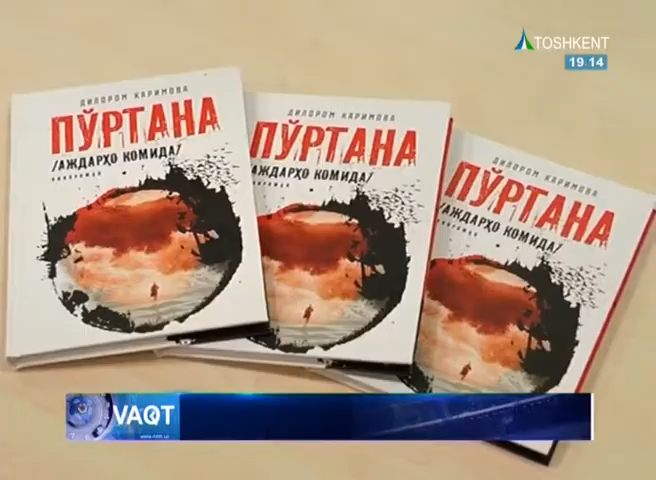 TOSHKENT
19.14
ДИЛОРОМ КАРИМОВА
ПЎРТАНА
/АЖДАРҲО КОМИДА/
ДИЛОРОМ КАРИМОВА
ПЎРТАНА
АЖДАРҲО КОМИДА/
ДИЛОРОМ КАРИМОВА
ПЎРТАНА
/АЖДАРҲО КОМИДА/
VAQT